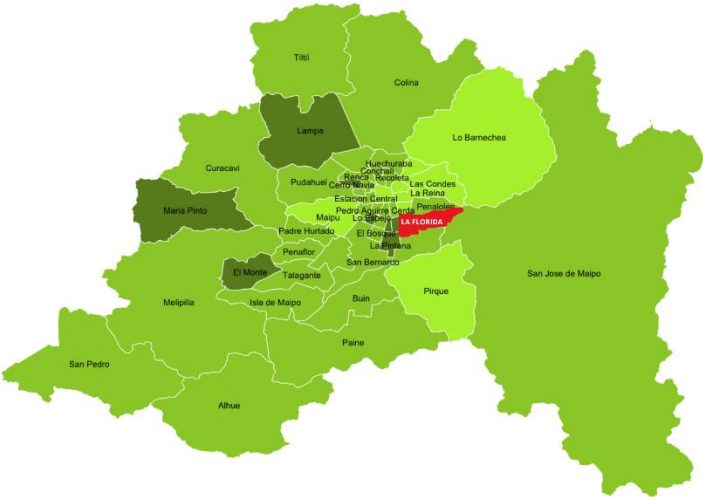 Tiltil
Colina
Lampa
Lo Barnechea
Huechuraba
Conchali
Curacavi
Renca
Recoleta
Pudahuel
Cerro Navia
Las Condes
La Reina
Estacion Central
Maria Pinto
Pedro Aguirre Cerda
Penalolen
Maipu
Lo Espejo
LA FLORIDA
Padre Hurtado
El Bosque
La Pintana
Penaflor
San Bernardo
El Monte
Talagante
San Jose de Maipo
Pirque
Melipilla
Isla de Maipo
Buin
Paine
San Pedro
Alhue